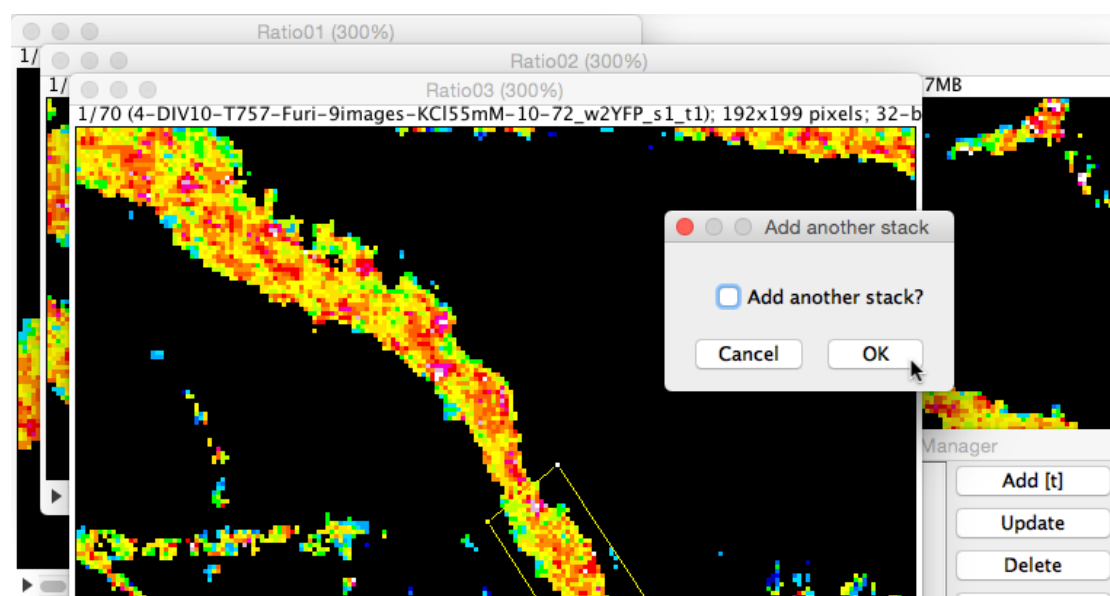 Ratio01 (300%)
1/
Ratio02 (300%)
1/
Ratio03 (300%)
7MB
1/70 (4-DIV10-T757-Furi-9images-KCl55mM-10-72_w2YFP_s1_t1); 192x199 pixels; 32-b
Add another stack
Add another stack?
Cancel
OK
Manager
Add [t]
Update
Delete